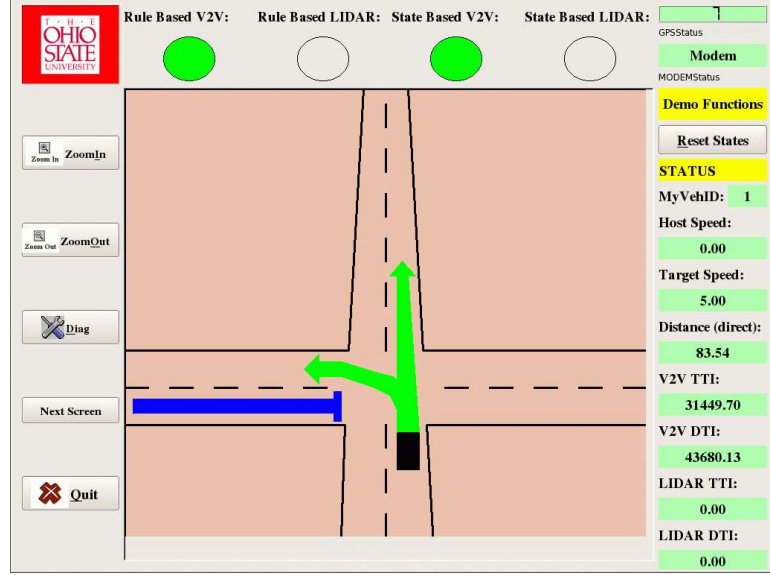 T · H · E
OHIO
STATE
UNIVERSITY
Rule Based V2V: Rule Based LIDAR: State Based V2V: State Based LIDAR:
GPSStatus
Modem
MODEMStatus
Demo Functions
Reset States
STATUS
MyVehID: 1
Host Speed:
0.00
Target Speed:
5.00
Distance (direct):
83.54
V2V TTI:
31449.70
V2V DTI:
43680.13
LIDAR TTI:
0.00
LIDAR DTI:
0.00
Zoom In ZoomIn
Zoom Out ZoomOut
Diag
Next Screen
Quit